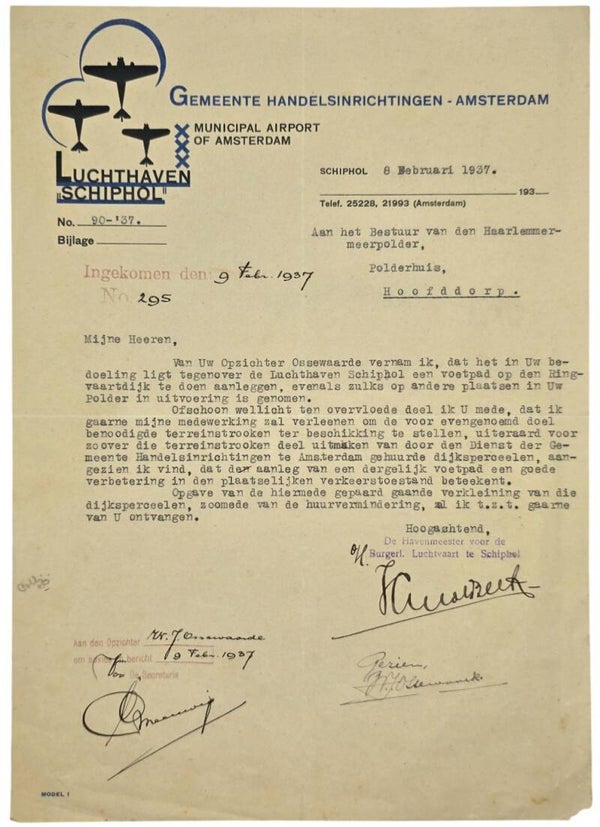 GEMEENTE HANDELSINRICHTINGEN - AMSTERDAM
MUNICIPAL AIRPORT
OF AMSTERDAM
LUCHTHAVEN
"SCHIPHOL"
SCHIPHOL 8 Februari 1937.
193
Telef. 25228, 21993 (Amsterdam)
No. 90-'37.
Bijlage
Aan het Bestuur van den Haarlemmer-
meerpolder,
Polderhuis,
Hoofddorp.
Ingekomen den: 9 Febr. 1937
No. 295
Mijne Heeren,
Van Uw Opzichter Ossewaarde vernam ik, dat het in Uw be-
doeling ligt tegenover de Luchthaven Schiphol een voetpad op den Ring-
vaartdijk te doen aanleggen, evenals zulks op andere plaatsen in Uw
Polder in uitvoering is genomen.
Ofschoon wellicht ten overvloede deel ik U mede, dat ik
gaarne mijne medewerking zal verleenen om de voor evengenoemd doel
benoodigde terreinstrooken ter beschikking te stellen, uiteraard voor
zoover die terreinstrooken deel uitmaken van door den Dienst der Ge-
meente Handelsinrichtingen te Amsterdam gehuurde dijksperceelen, aan-
gezien ik vind, dat de aanleg van een dergelijk voetpad een goede
verbetering in den plaatselijken verkeerstoestand beteekent.
Opgave van de hiermede gepaard gaande verkleining van die
dijksperceelen, zoomede van de huurvermindering, zal ik t.z.t. gaarne
van U ontvangen.
Hoogachtend,
De Havenmeester voor de
Burgerl. Luchtvaart te Schiphol
Aan den Opzichter W. J. Ossewaarde
om advies en bericht 9 Febr. 1937
De Secretaris
Gezien,
W J Ossewaarde
MODEL I